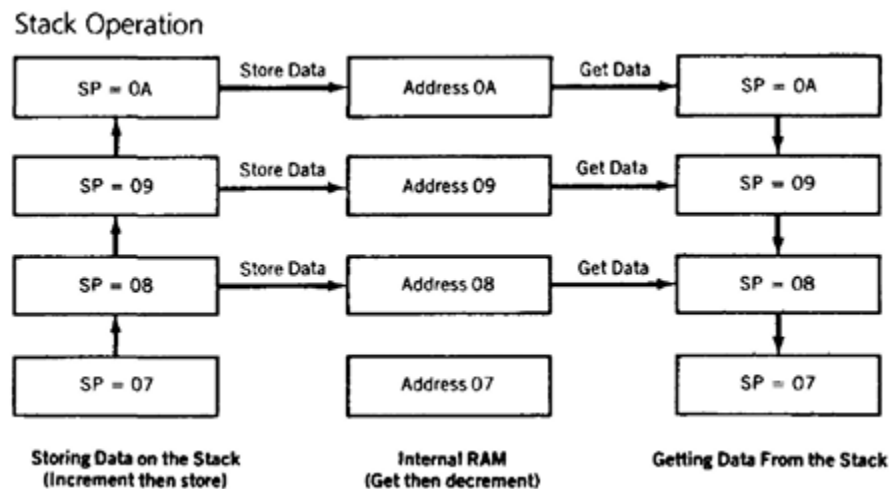 Stack Operation
SP = 0A
Store Data
Address 0A
Get Data
SP = 0A
SP = 09
Store Data
Address 09
Get Data
SP = 09
SP = 08
Store Data
Address 08
Get Data
SP = 08
SP = 07
Address 07
SP = 07
Storing Data on the Stack
(Increment then store)
Internal RAM
(Get then decrement)
Getting Data From the Stack